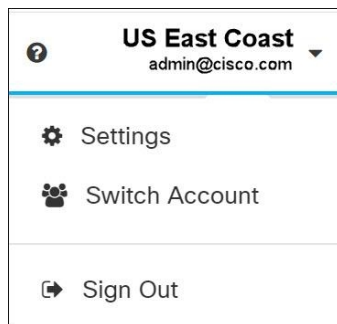 US East Coast
admin@cisco.com
Settings
Switch Account
Sign Out